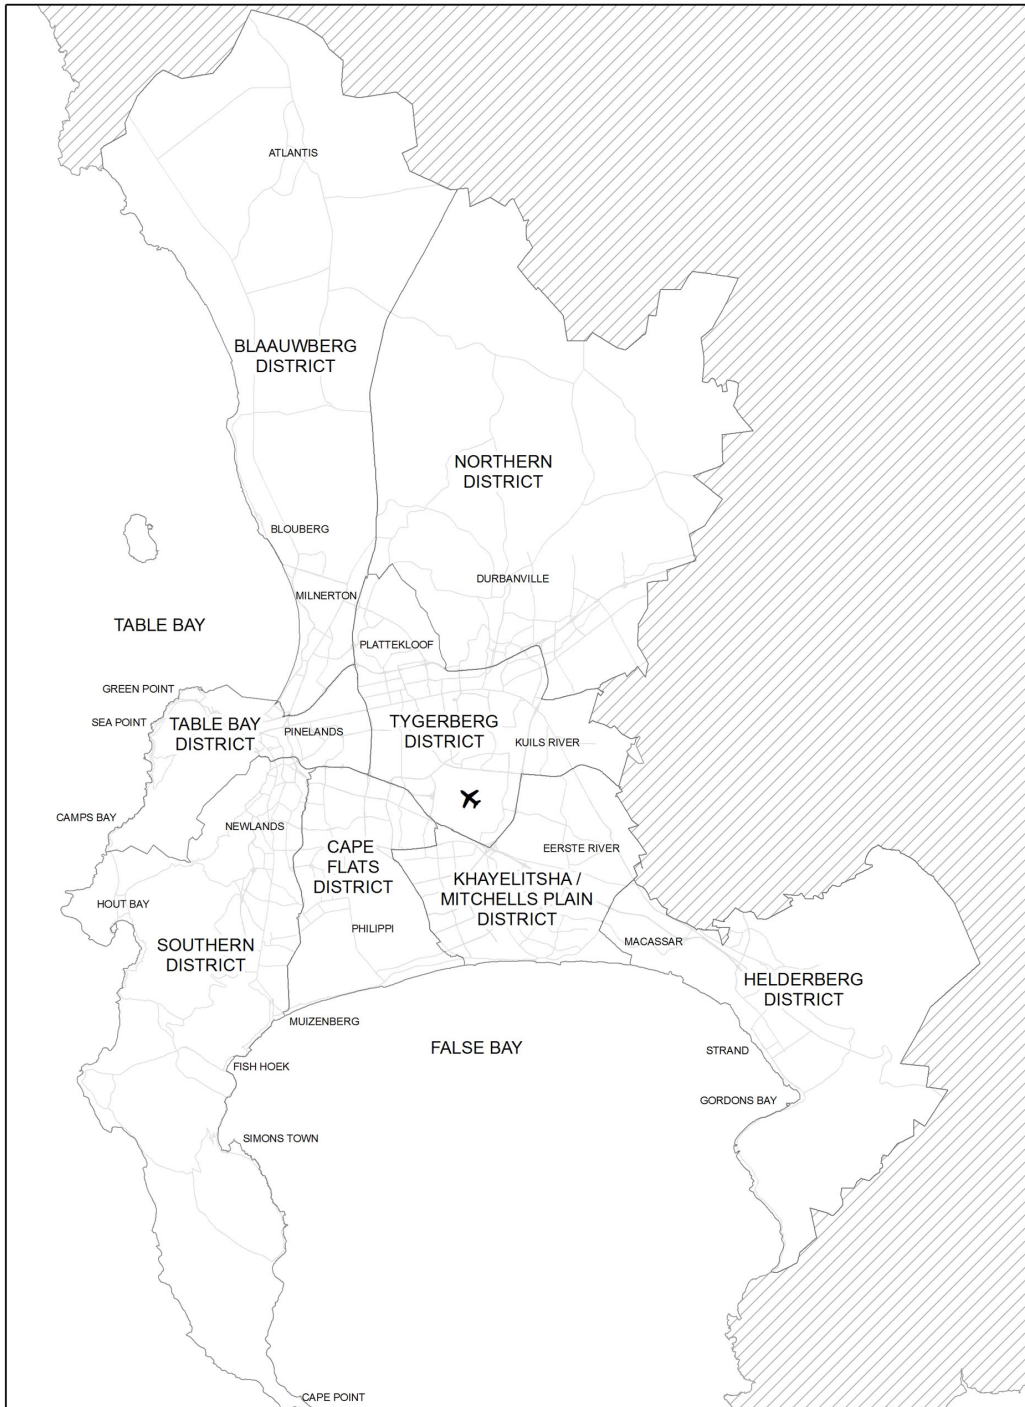 ATLANTIS
BLAAUWBERG
DISTRICT
NORTHERN
DISTRICT
BLOUBERG
DURBANVILLE
MILNERTON
TABLE BAY
PLATTEKLOOF
GREEN POINT
SEA POINT
TABLE BAY
DISTRICT
PINELANDS
TYGERBERG
DISTRICT
KUILS RIVER
CAMPS BAY
NEWLANDS
CAPE
FLATS
DISTRICT
EERSTE RIVER
KHAYELITSHA /
MITCHELLS PLAIN
DISTRICT
HOUT BAY
PHILIPPI
SOUTHERN
DISTRICT
MACASSAR
HELDERBERG
DISTRICT
MUIZENBERG
FALSE BAY
STRAND
FISH HOEK
GORDONS BAY
SIMONS TOWN
CAPE POINT